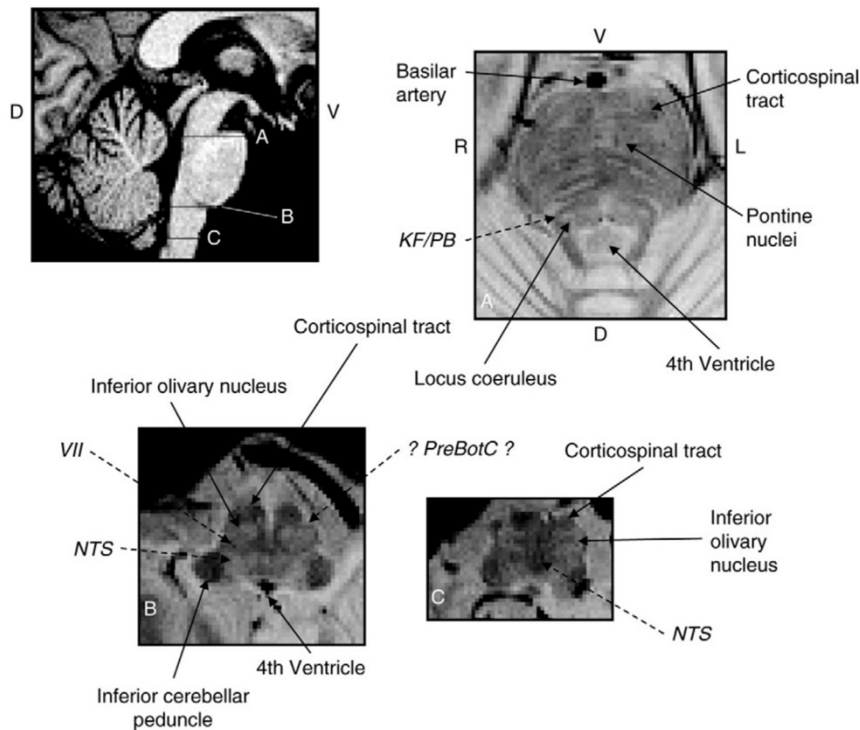 D
V
A
B
C
V
Basilar
artery
Corticospinal
tract
R
L
KF/PB
Pontine
nuclei
A
D
Locus coeruleus
4th Ventricle
Corticospinal tract
Inferior olivary nucleus
VII
? PreBotC ?
NTS
B
4th Ventricle
Inferior cerebellar
peduncle
Corticospinal tract
Inferior
olivary
nucleus
C
NTS